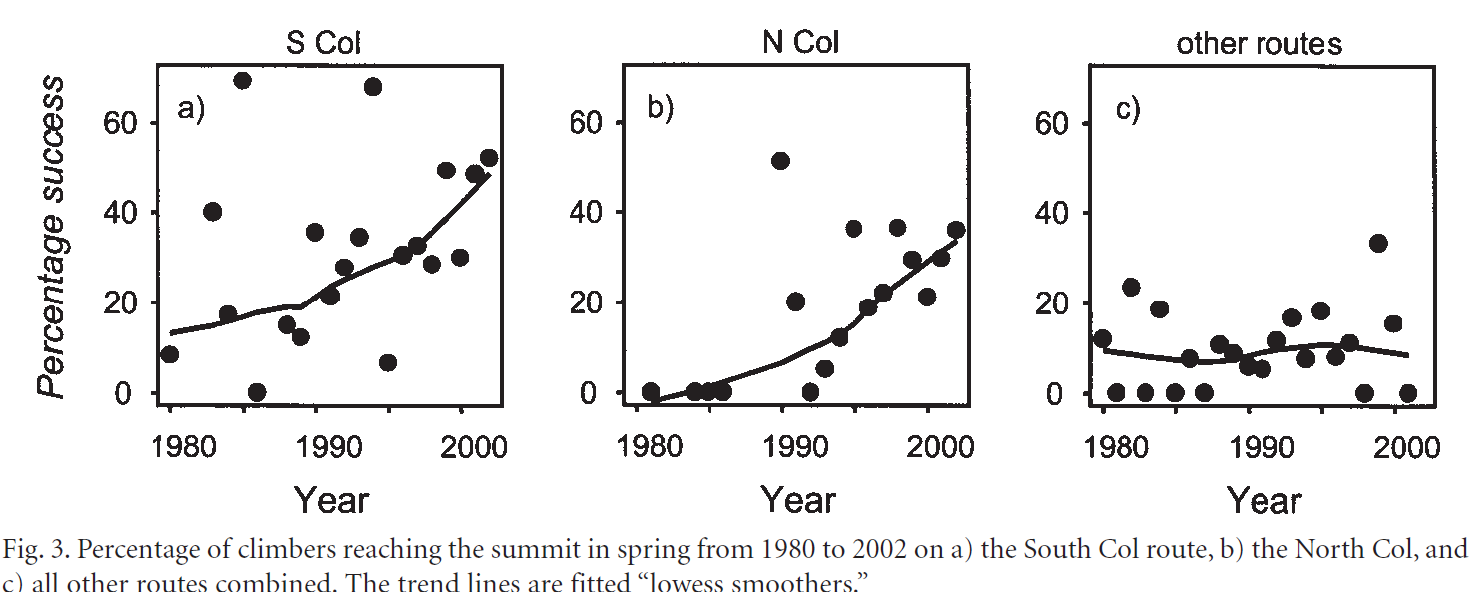 S Col
N Col
other routes
Percentage success
a)
b)
c)
60
40
20
0
60
40
20
0
60
40
20
0
1980 1990 2000
1980 1990 2000
1980 1990 2000
Year
Year
Year
Fig. 3. Percentage of climbers reaching the summit in spring from 1980 to 2002 on a) the South Col route, b) the North Col, and
c) all other routes combined. The trend lines are fitted “lowess smoothers.”